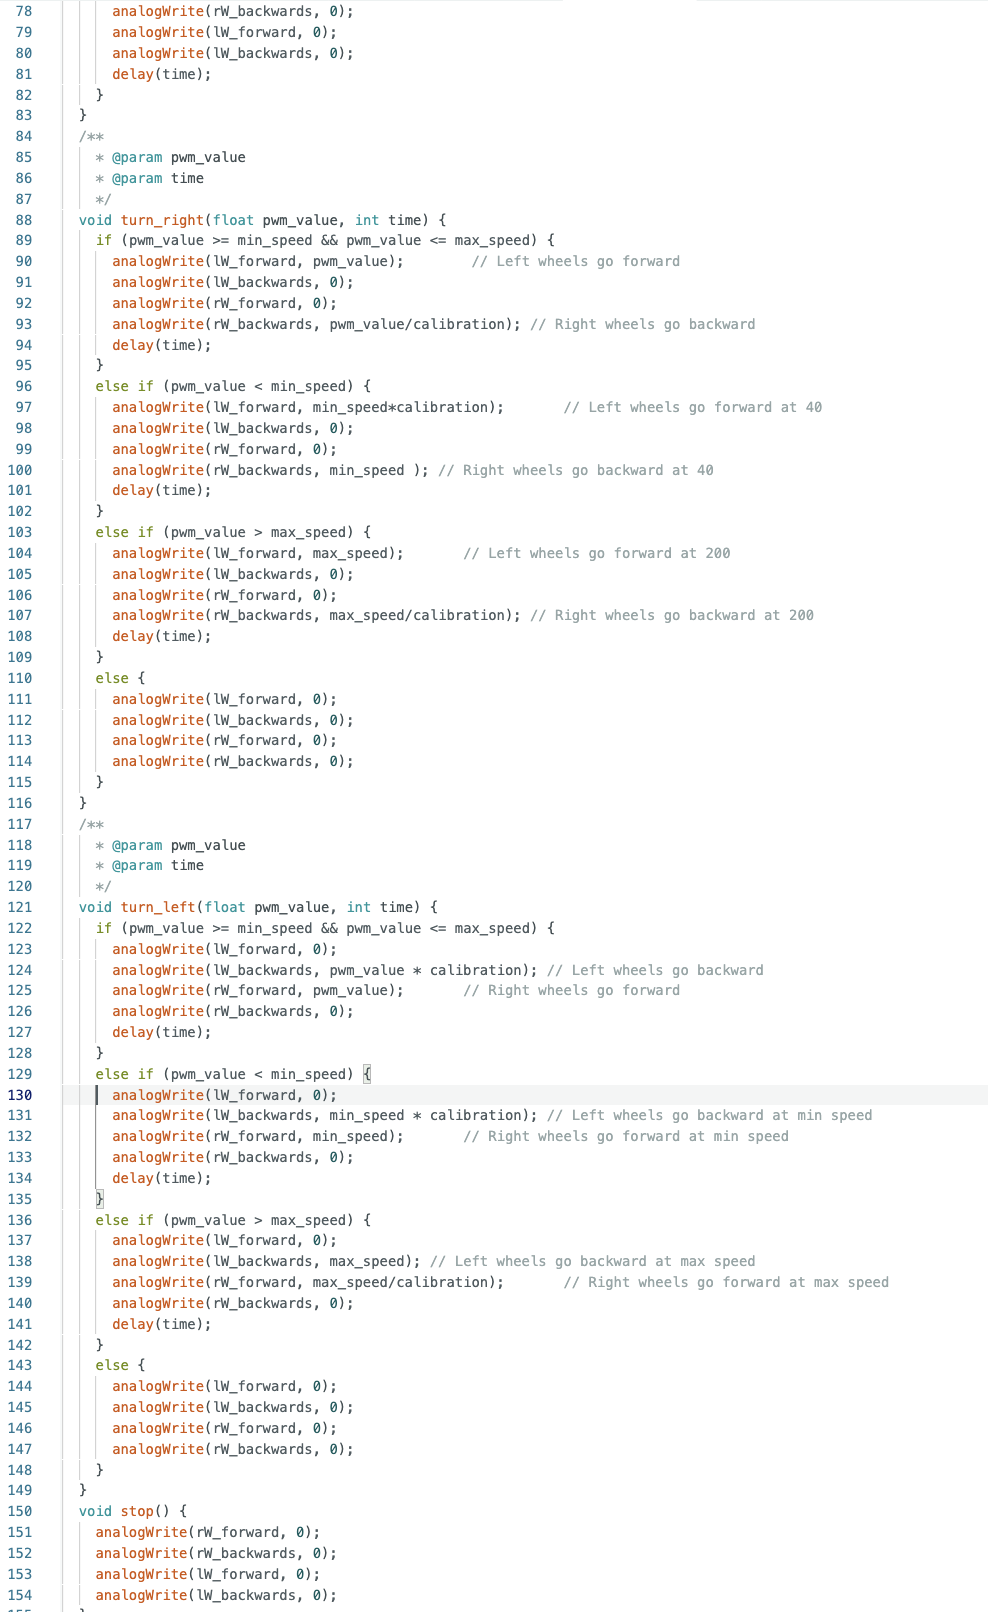 78 analogWrite(rW_backwards, 0);
79 analogWrite(lW_forward, 0);
80 analogWrite(lW_backwards, 0);
81 delay(time);
82 }
83 }
84 /**
85 * @param pwm_value
86 * @param time
87 */
88 void turn_right(float pwm_value, int time) {
89 if (pwm_value >= min_speed && pwm_value <= max_speed) {
90 analogWrite(lW_forward, pwm_value); // Left wheels go forward
91 analogWrite(lW_backwards, 0);
92 analogWrite(rW_forward, 0);
93 analogWrite(rW_backwards, pwm_value/calibration); // Right wheels go backward
94 delay(time);
95 }
96 else if (pwm_value < min_speed) {
97 analogWrite(lW_forward, min_speed*calibration); // Left wheels go forward at 40
98 analogWrite(lW_backwards, 0);
99 analogWrite(rW_forward, 0);
100 analogWrite(rW_backwards, min_speed ); // Right wheels go backward at 40
101 delay(time);
102 }
103 else if (pwm_value > max_speed) {
104 analogWrite(lW_forward, max_speed); // Left wheels go forward at 200
105 analogWrite(lW_backwards, 0);
106 analogWrite(rW_forward, 0);
107 analogWrite(rW_backwards, max_speed/calibration); // Right wheels go backward at 200
108 delay(time);
109 }
110 else {
111 analogWrite(lW_forward, 0);
112 analogWrite(lW_backwards, 0);
113 analogWrite(rW_forward, 0);
114 analogWrite(rW_backwards, 0);
115 }
116 }
117 /**
118 * @param pwm_value
119 * @param time
120 */
121 void turn_left(float pwm_value, int time) {
122 if (pwm_value >= min_speed && pwm_value <= max_speed) {
123 analogWrite(lW_forward, 0);
124 analogWrite(lW_backwards, pwm_value * calibration); // Left wheels go backward
125 analogWrite(rW_forward, pwm_value); // Right wheels go forward
126 analogWrite(rW_backwards, 0);
127 delay(time);
128 }
129 else if (pwm_value < min_speed) {
130 analogWrite(lW_forward, 0);
131 analogWrite(lW_backwards, min_speed * calibration); // Left wheels go backward at min speed
132 analogWrite(rW_forward, min_speed); // Right wheels go forward at min speed
133 analogWrite(rW_backwards, 0);
134 delay(time);
135 }
136 else if (pwm_value > max_speed) {
137 analogWrite(lW_forward, 0);
138 analogWrite(lW_backwards, max_speed); // Left wheels go backward at max speed
139 analogWrite(rW_forward, max_speed/calibration); // Right wheels go forward at max speed
140 analogWrite(rW_backwards, 0);
141 delay(time);
142 }
143 else {
144 analogWrite(lW_forward, 0);
145 analogWrite(lW_backwards, 0);
146 analogWrite(rW_forward, 0);
147 analogWrite(rW_backwards, 0);
148 }
149 }
150 void stop() {
151 analogWrite(rW_forward, 0);
152 analogWrite(rW_backwards, 0);
153 analogWrite(lW_forward, 0);
154 analogWrite(lW_backwards, 0);